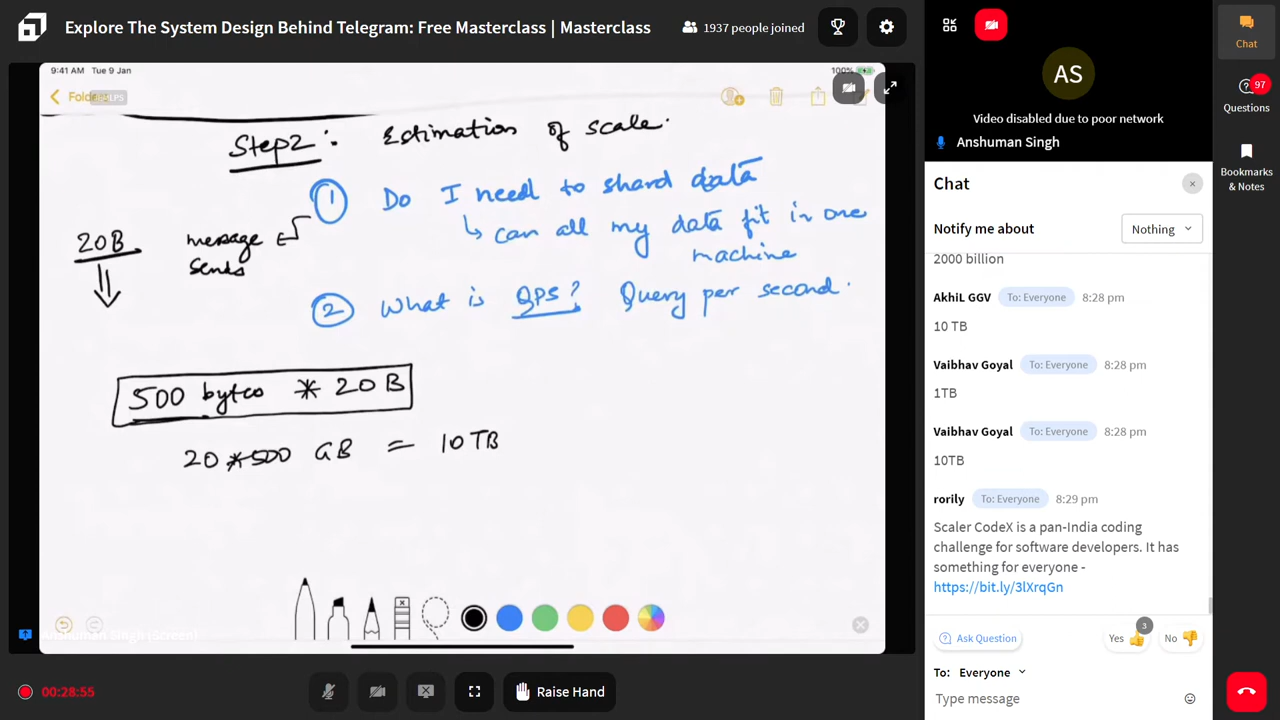 Explore The System Design Behind Telegram: Free Masterclass | Masterclass
1937 people joined
9:41 AM Tue 9 Jan
100%
Step2: Estimation of scale.
1 Do I need to shard data
↳ can all my data fit in one
machine
20B
message
sends
2 What is QPS? Query per second.
500 bytes * 20B
20 * 500 GB = 10 TB
Anshuman Singh (Screen)
00:28:55
Raise Hand
AS
Video disabled due to poor network
Anshuman Singh
Chat
Notify me about
Nothing
2000 billion
AkhiL GGV To: Everyone 8:28 pm
10 TB
Vaibhav Goyal To: Everyone 8:28 pm
1TB
Vaibhav Goyal To: Everyone 8:28 pm
10TB
rorily To: Everyone 8:29 pm
Scaler CodeX is a pan-India coding
challenge for software developers. It has
something for everyone -
https://bit.ly/3lXrqGn
Ask Question
3
Yes
No
To: Everyone
Type message
Chat
97
Questions
Bookmarks
& Notes